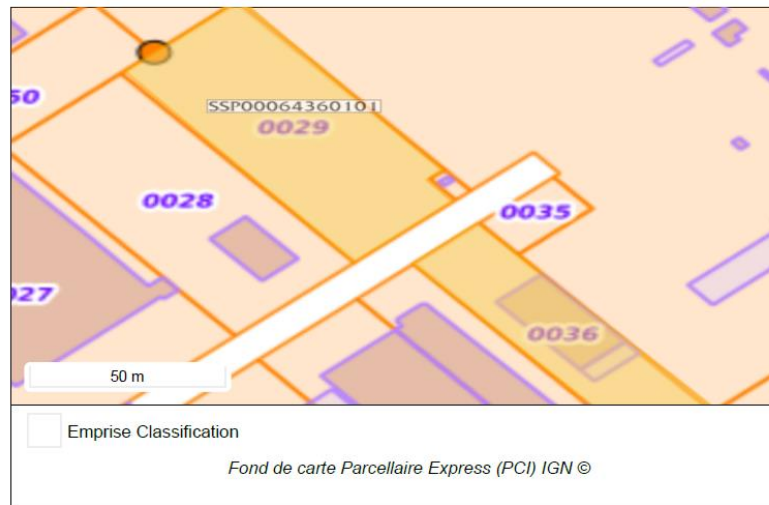 50
SSP00064360101
0029
0028
0035
027
0036
50 m
Emprise Classification
Fond de carte Parcellaire Express (PCI) IGN ©